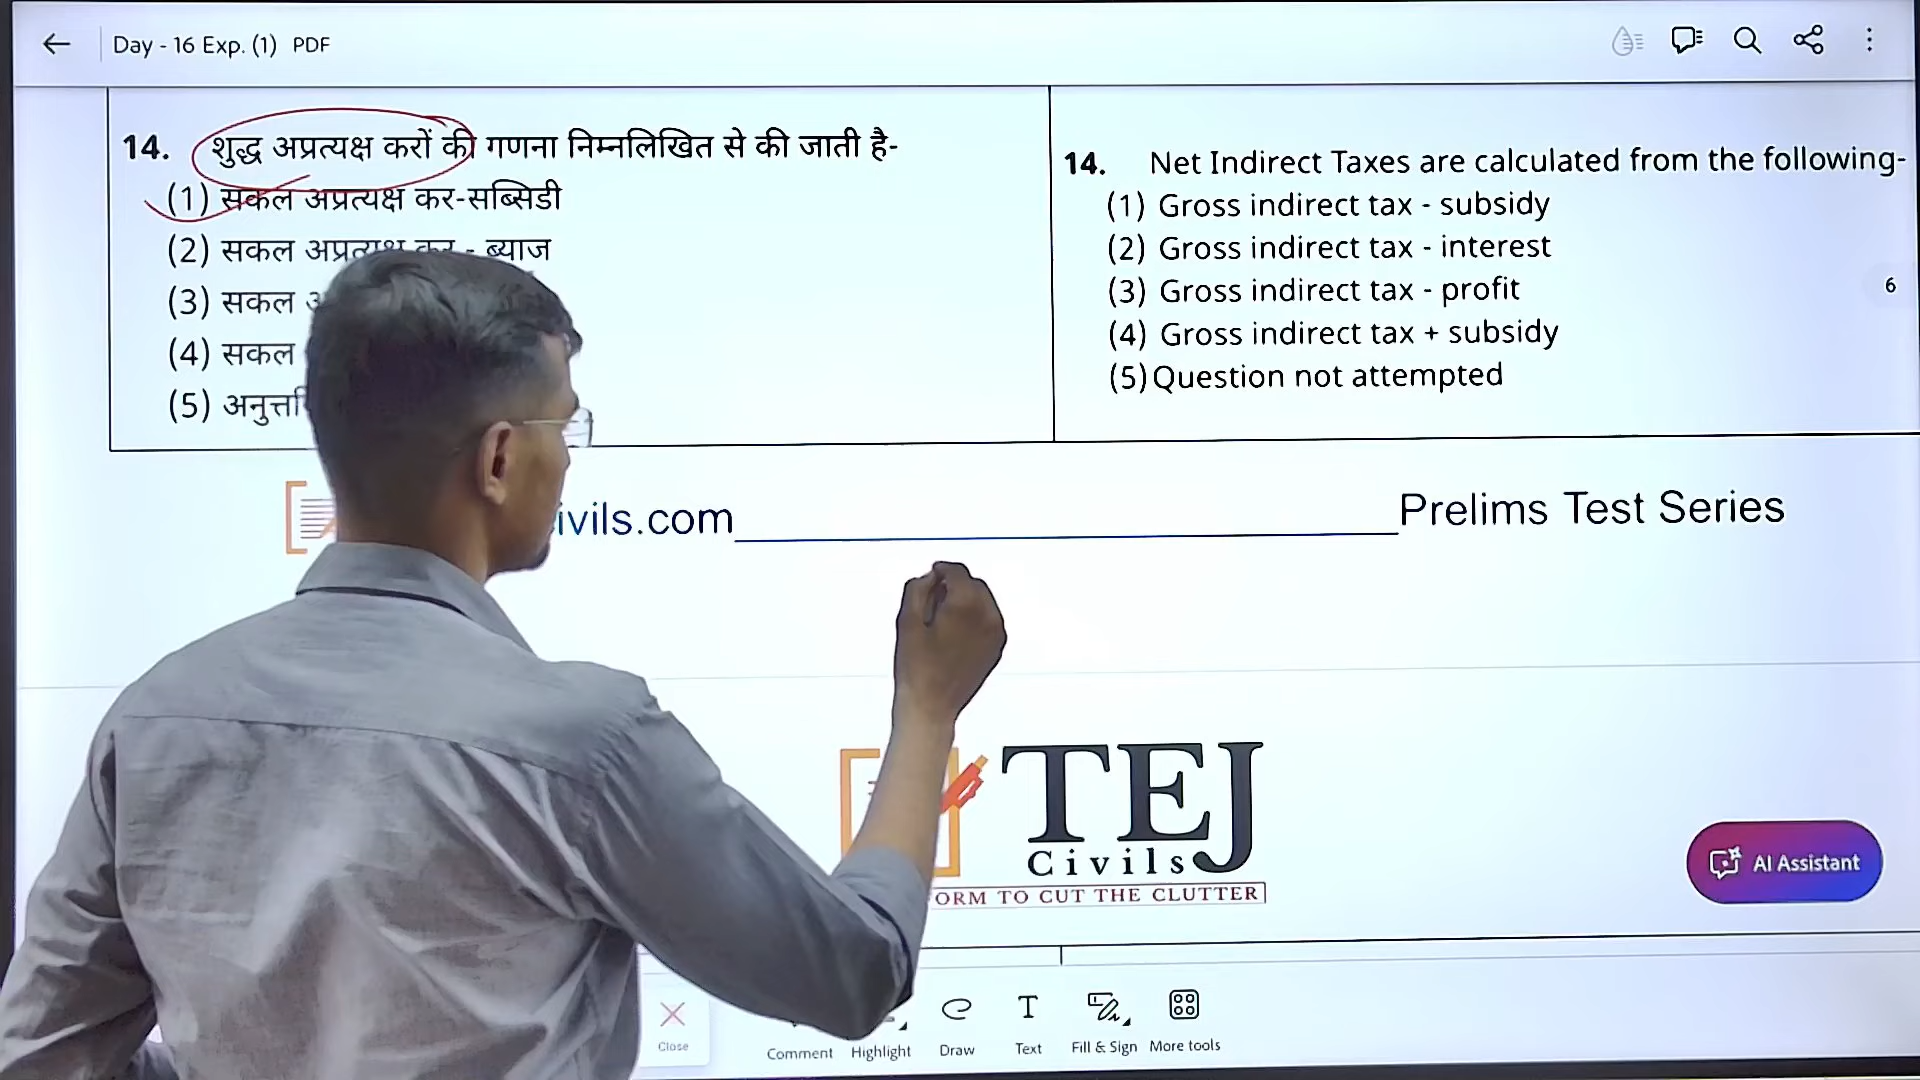 Day - 16 Exp. (1) PDF
14. शुद्ध अप्रत्यक्ष करों की गणना निम्नलिखित से की जाती है-
(1) सकल अप्रत्यक्ष कर-सब्सिडी
(2) सकल अप्रत्यक्ष कर - ब्याज
(3) सकल
(4) सकल
(5)
14. Net Indirect Taxes are calculated from the following-
(1) Gross indirect tax - subsidy
(2) Gross indirect tax - interest
(3) Gross indirect tax - profit
(4) Gross indirect tax + subsidy
(5) Question not attempted
6
ivils.com Prelims Test Series
TEJ
Civils
ORM TO CUT THE CLUTTER
AI Assistant
Close
Comment Highlight Draw Text Fill & Sign More tools